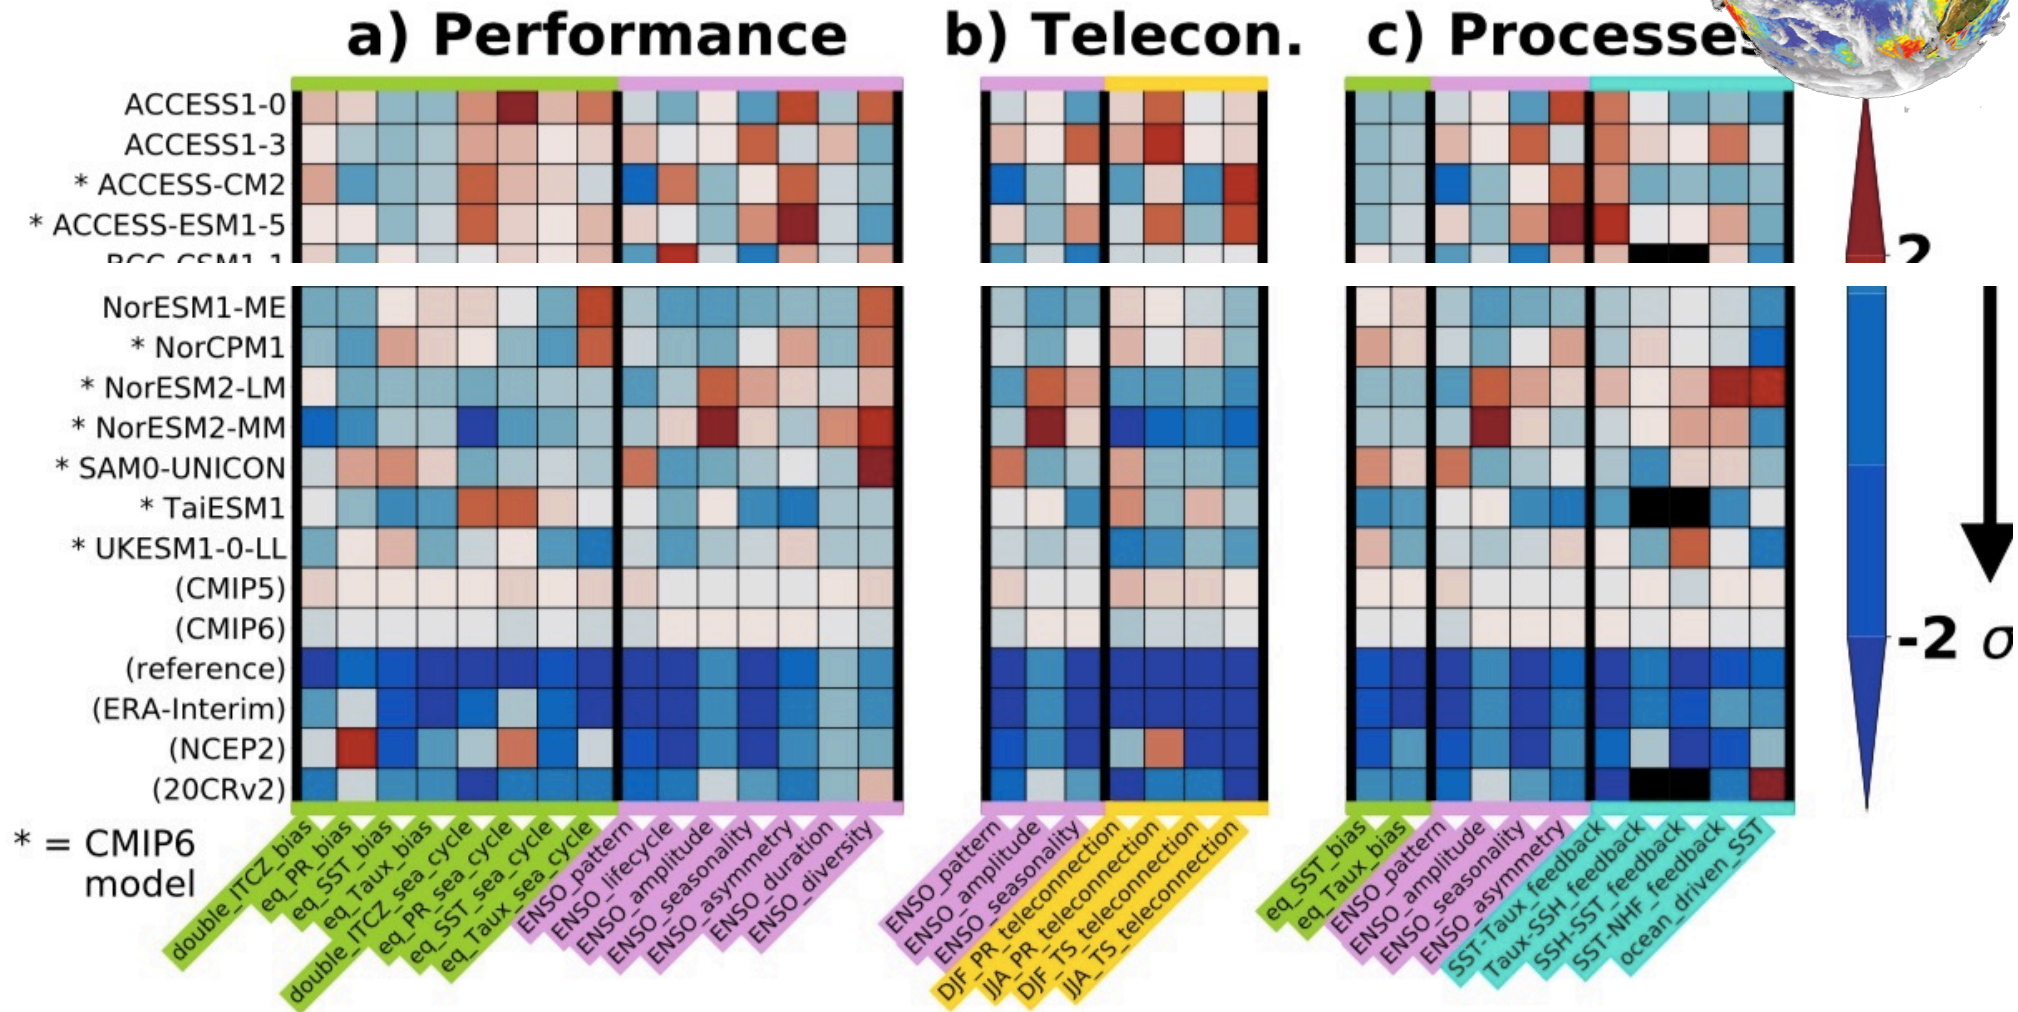 a) Performance
b) Telecon.
c) Processes
ACCESS1-0
ACCESS1-3
* ACCESS-CM2
* ACCESS-ESM1-5
BCC-CSM1-1
2
NorESM1-ME
* NorCPM1
* NorESM2-LM
* NorESM2-MM
* SAM0-UNICON
* TaiESM1
* UKESM1-0-LL
(CMIP5)
(CMIP6)
(reference)
(ERA-Interim)
(NCEP2)
(20CRv2)
-2 σ
* = CMIP6
model
double_ITCZ_bias
eq_PR_bias
eq_SST_bias
eq_Taux_bias
double_ITCZ_sea_cycle
eq_PR_sea_cycle
eq_SST_sea_cycle
eq_Taux_sea_cycle
ENSO_pattern
ENSO_lifecycle
ENSO_amplitude
ENSO_seasonality
ENSO_asymmetry
ENSO_duration
ENSO_diversity
ENSO_pattern
ENSO_amplitude
ENSO_seasonality
DJF_PR_teleconnection
JJA_PR_teleconnection
DJF_TS_teleconnection
JJA_TS_teleconnection
eq_SST_bias
eq_Taux_bias
ENSO_pattern
ENSO_amplitude
ENSO_seasonality
ENSO_asymmetry
SST-Taux_feedback
Taux-SSH_feedback
SSH-SST_feedback
SST-NHF_feedback
ocean_driven_SST